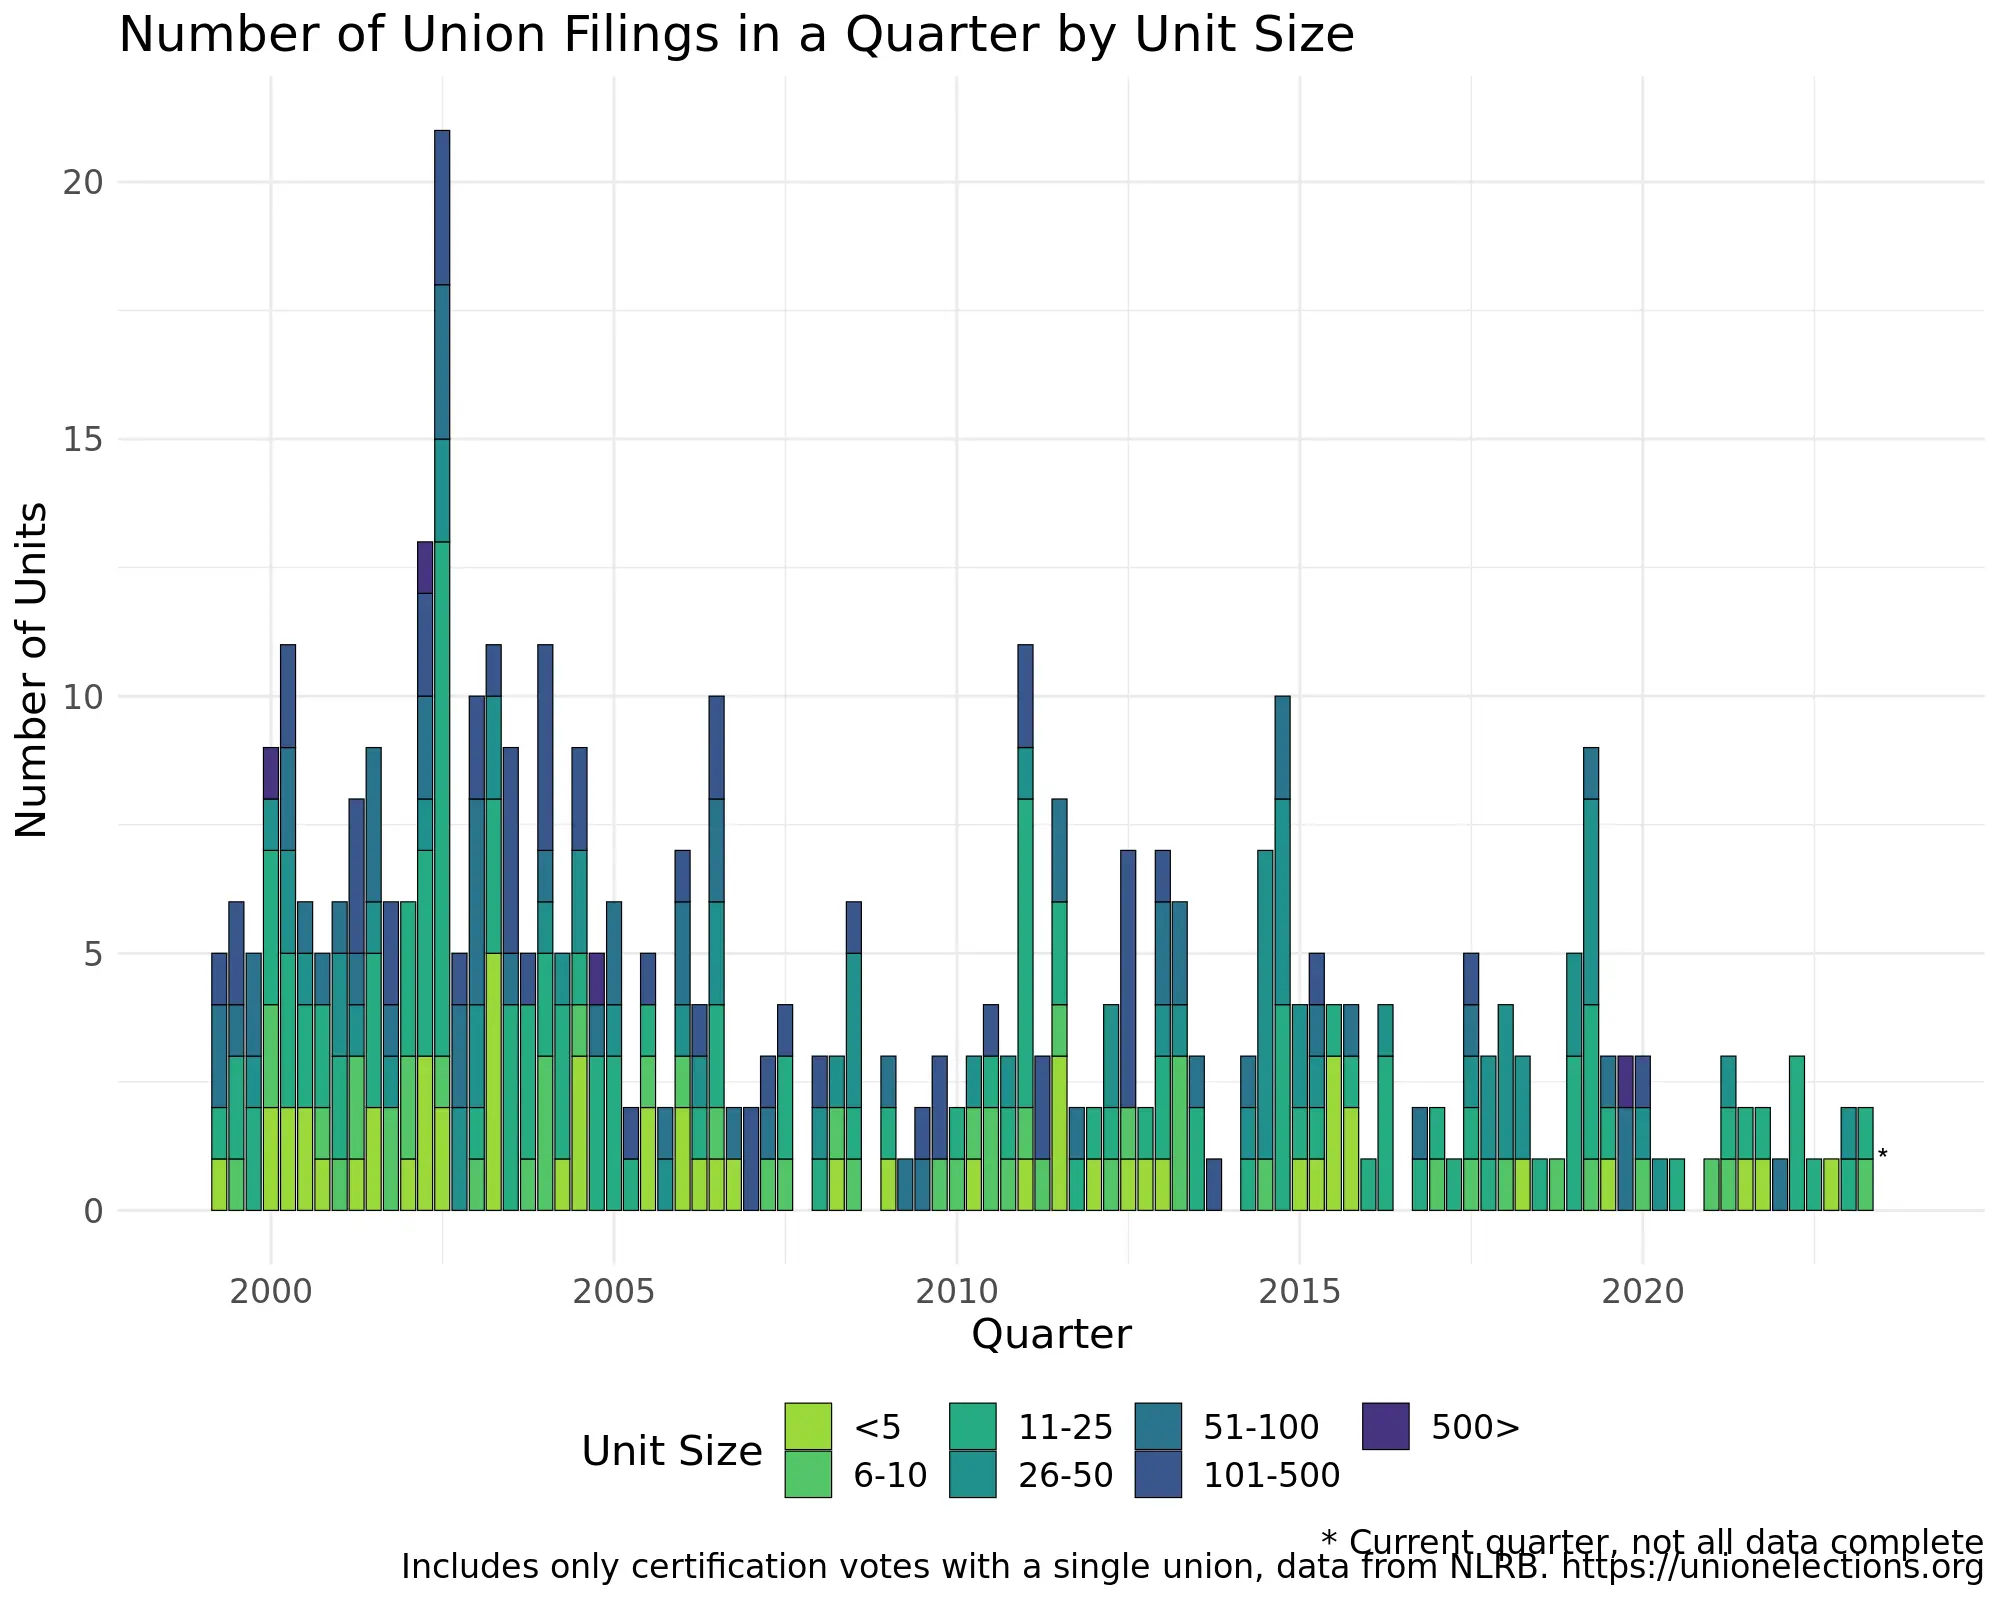 Number of Union Filings in a Quarter by Unit Size
Number of Units
20
15
10
5
0
*
2000 2005 2010 2015 2020
Quarter
Unit Size
<5 11-25 51-100 500>
6-10 26-50 101-500
* Current quarter, not all data complete
Includes only certification votes with a single union, data from NLRB. https://unionelections.org